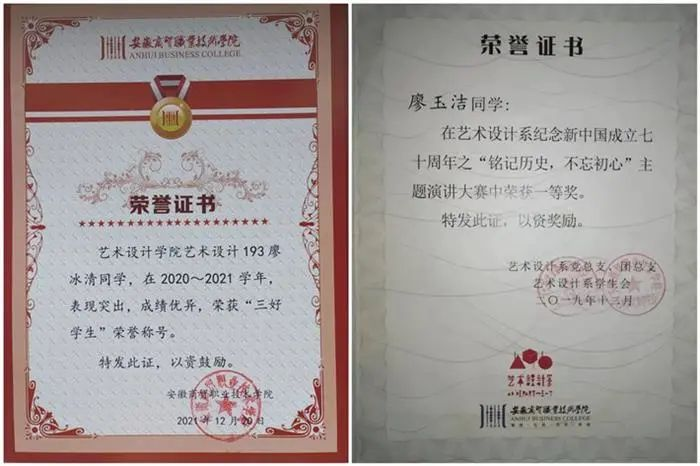 安徽商贸职业技术学院
ANHUI BUSINESS COLLEGE
荣誉证书
艺术设计学院艺术设计193廖
冰清同学，在2020～2021学年，
表现突出，成绩优异，荣获“三好
学生”荣誉称号。
特发此证，以资鼓励。
安徽商贸职业技术学院
2021年12月20日
荣誉证书
廖玉洁同学：
在艺术设计系纪念新中国成立七
十周年之“铭记历史，不忘初心”主
题演讲大赛中荣获一等奖。
特发此证，以资奖励。
艺术设计系党总支、团总支
艺术设计系学生会
二〇一九年十三月
艺术设计系
安徽商贸职业技术学院
ANHUI BUSINESS COLLEGE